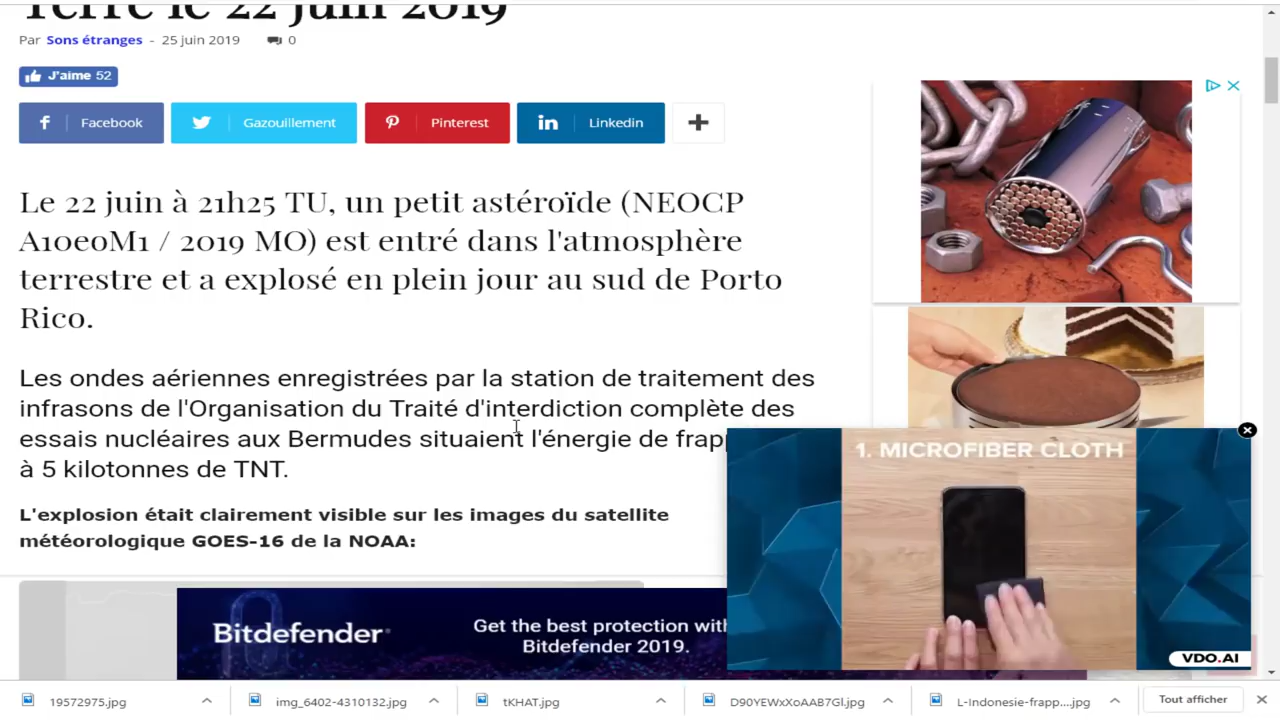 Terre le 22 juin 2019
Par Sons étranges - 25 juin 2019 0
J'aime 52
Facebook
Gazouillement
Pinterest
Linkedin
Le 22 juin à 21h25 TU, un petit astéroïde (NEOCP
A10e0M1 / 2019 MO) est entré dans l'atmosphère
terrestre et a explosé en plein jour au sud de Porto
Rico.
Les ondes aériennes enregistrées par la station de traitement des
infrasons de l'Organisation du Traité d'interdiction complète des
essais nucléaires aux Bermudes situaient l'énergie de
à 5 kilotonnes de TNT.
L'explosion était clairement visible sur les images du satellite
météorologique GOES-16 de la NOAA:
1. MICROFIBER CLOTH
VDO.AI
Bitdefender
Get the best protection with
Bitdefender 2019.
19572975.jpg
img_6402-4310132.jpg
tKHAT.jpg
D90YEWxXoAAB7Gl.jpg
L-Indonesie-frapp....jpg
Tout afficher